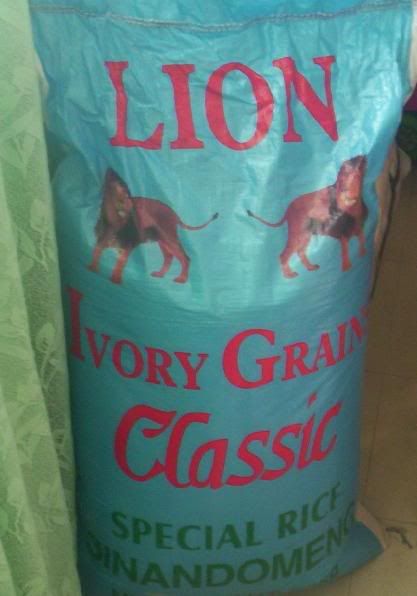 LION
IVORY GRAIN
Classic
SPECIAL RICE